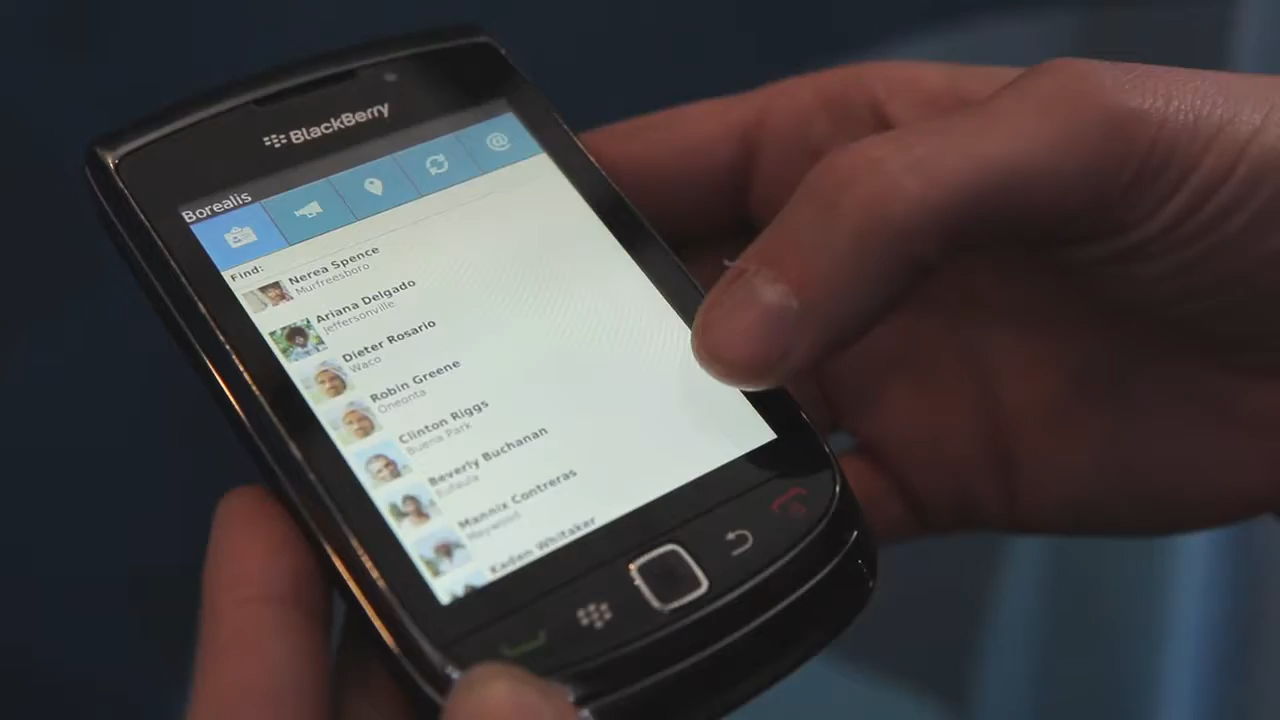 BlackBerry
Borealis
Find:
Nerea Spence
Murfreesboro
Ariana Delgado
Jeffersonville
Dieter Rosario
Waco
Robin Greene
Oneonta
Clinton Riggs
Buena Park
Beverly Buchanan
Eufaula
Mannix Contreras
Haywood
Kaden Whitaker